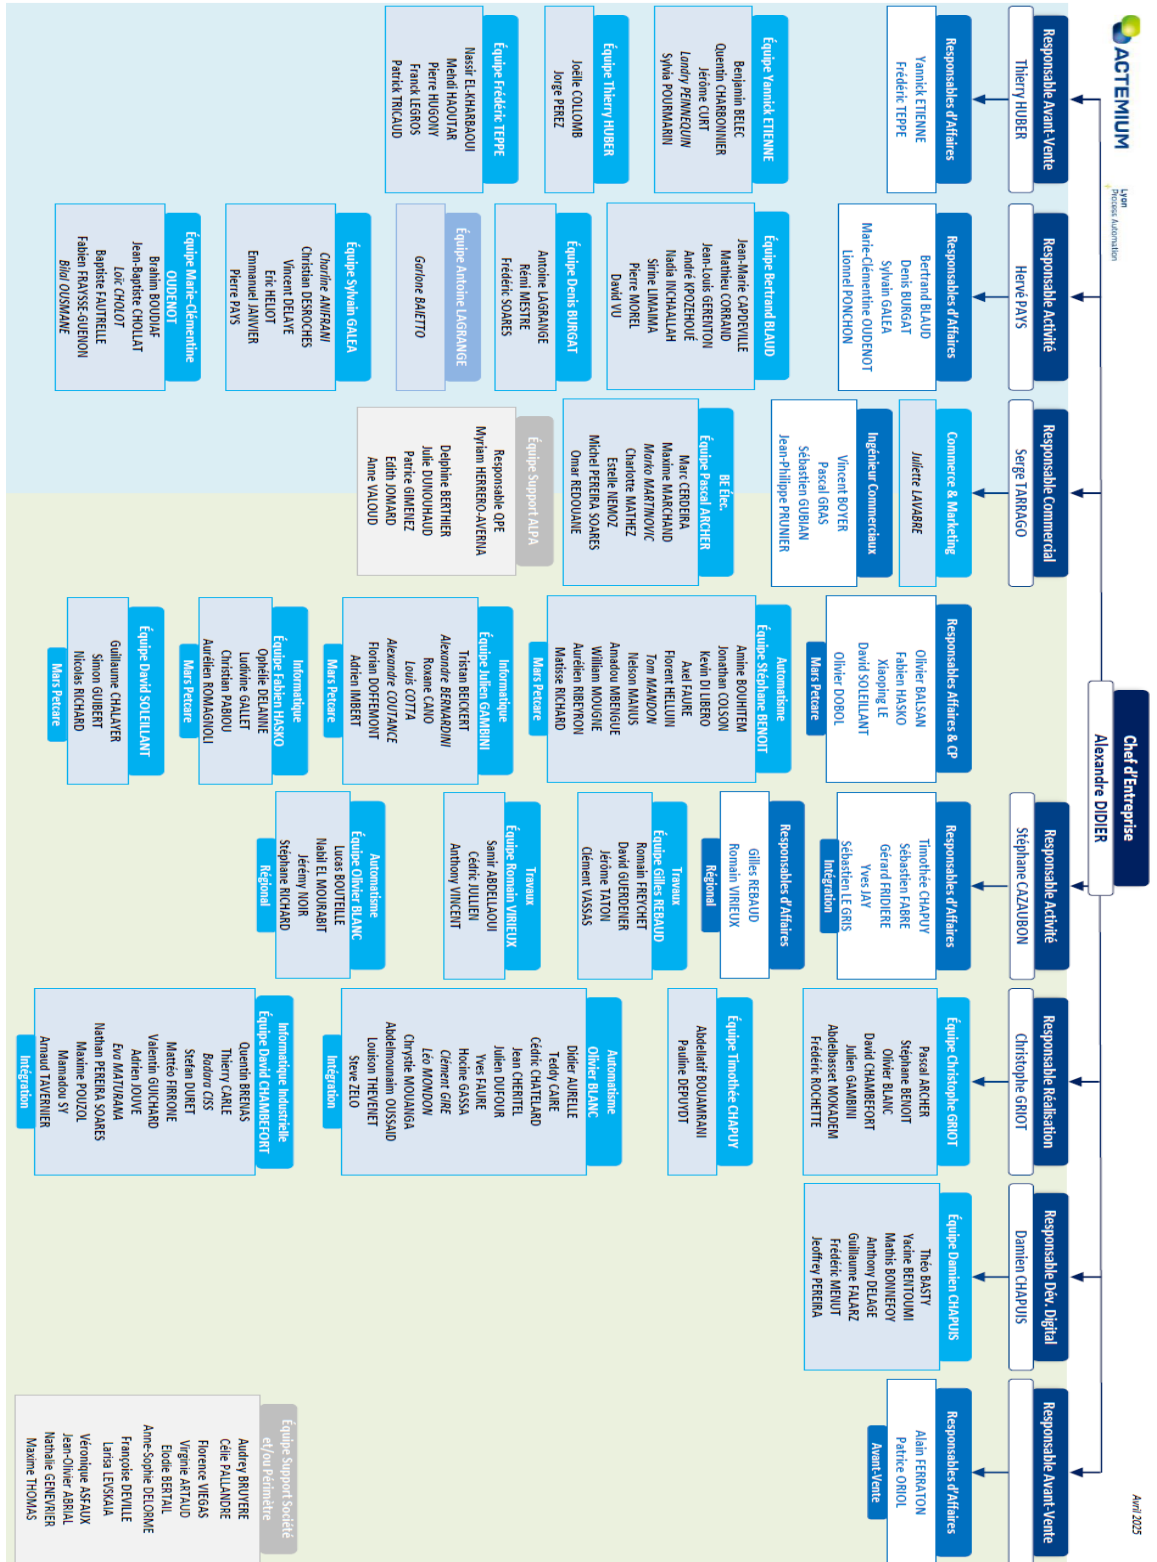 ACTEMIUM
Lyon
Process Automation
Avril 2025
Chef d'Entreprise
Alexandre DIDIER
Responsable Avant-Vente
Thierry HUBER
Responsables d'Affaires
Yannick ETIENNE
Frédéric TEPPE
Équipe Yannick ETIENNE
Benjamin BELEC
Quentin CHARBONNIER
Jérôme CURT
Landry PEINNEQUIN
Sylvia POURMARIN
Équipe Thierry HUBER
Joëlle COLLOMB
Jorge PEREZ
Équipe Frédéric TEPPE
Nassir EL-KHARBAOUI
Mehdi HAOUTAR
Pierre HUGONY
Franck LEGROS
Patrick TRICAUD
Responsable Activité
Hervé PAYS
Responsables d'Affaires
Bertrand BLAUD
Denis BURGAT
Sylvain GALEA
Marie-Clémentine OUDENOT
Lionnel PONCHON
Équipe Bertrand BLAUD
Jean-Marie CAPDEVILLE
Mathieu CORRAND
Jean-Louis GERENTON
André KPOZEHOUÉ
Nadia INCHAALLAH
Sirine LIMAIMA
Pierre MOREL
David VU
Équipe Denis BURGAT
Antoine LAGRANGE
Rémi MESTRE
Frédéric SOARES
Équipe Antoine LAGRANGE
Garlone BAIETTO
Équipe Sylvain GALEA
Charline ANIFRANI
Christian DESROCHES
Vincent DELAYE
Eric HELIOT
Emmanuel JANVIER
Pierre PAYS
Équipe Marie-Clémentine
OUDENOT
Brahim BOUDIAF
Jean-Baptiste CHOLLAT
Loïc CHOLOT
Baptiste FAUTRELLE
Fabien FRAYSSE-GUENON
Bilal OUSMANE
Responsable Commercial
Serge TARRAGO
Commerce & Marketing
Juliette LAVABRE
Ingénieur Commerciaux
Vincent BOYER
Pascal GRAS
Sébastien GUBIAN
Jean-Philippe PRUNIER
BE Élec.
Équipe Pascal ARCHER
Marc CERDEIRA
Maxime MARCHAND
Marko MARTINOVIC
Charlotte MATHEZ
Estelle NEMOZ
Michel PEREIRA SOARES
Omar REDOUANE
Équipe Support ALPA
Responsable QPE
Myriam HERRERO-AVERNA
Delphine BERTHIER
Julie DUNOUHAUD
Patrice GIMENEZ
Edith JOMARD
Anne VALOUD
Responsables Affaires & CP
Olivier BALSAN
Fabien HASKO
Xiaoping LE
David SOLEILLANT
Olivier DOBOL
Mars Petcare
Automatisme
Équipe Stéphane BENOIT
Amine BOUHITEM
Jonathan COLSON
Kevin DI LIBERO
Axel FAURE
Florent HELLUIN
Tom MANDON
Nelson MANUS
Amadou MBENGUE
William MOUGNE
Aurélien RIBEYRON
Matisse RICHARD
Mars Petcare
Informatique
Équipe Julien GAMBINI
Tristan BEICKERT
Alexandre BERNARDINI
Roxane CANO
Louis COTTA
Alexandre COUTANCE
Florian DOFEMONT
Adrien IMBERT
Mars Petcare
Informatique
Équipe Fabien HASKO
Ophélie DELANNE
Ludivine GALLET
Christian PABIOU
Aurélien ROMAGNOLI
Mars Petcare
Équipe David SOLEILLANT
Guillaume CHALAYER
Simon GUIBERT
Nicolas RICHARD
Mars Petcare
Responsable Activité
Stéphane CAZAUBON
Responsables d'Affaires
Timothée CHAPUY
Sébastien FABRE
Gérard FRIDIERE
Yves JAY
Sébastien LE GRIS
Intégration
Responsables d'Affaires
Gilles REBAUD
Romain VIRIEUX
Régional
Travaux
Équipe Gilles REBAUD
Romain FREYCHET
David GUERDENER
Jérôme TATON
Clément VASSAS
Travaux
Équipe Romain VIRIEUX
Samir ABDELLAOUI
Cédric JULLIEN
Anthony VINCENT
Automatisme
Équipe Olivier BLANC
Lucas BOUTEILLE
Nabil EL MOURABIT
Jérémy NOIR
Stéphane RICHARD
Régional
Responsable Réalisation
Christophe GRIOT
Équipe Christophe GRIOT
Pascal ARCHER
Stéphane BENOIT
Olivier BLANC
David CHAMBEFORT
Julien GAMBINI
Abdelbasset MOKADEM
Frédéric ROCHETTE
Équipe Timothée CHAPUY
Abdellatif BOUAMRANI
Pauline DEPUYDT
Automatisme
Olivier BLANC
Didier AURELLE
Teddy CAIRE
Cédric CHATELARD
Jean CHERITEL
Julien DUFOUR
Yves FAURE
Hocine GASSA
Clément GIRE
Léo MONDON
Chrystie MOUANGA
Abdelmounaim OUSSAID
Louison THEVENET
Steve ZELO
Intégration
Informatique Industrielle
Équipe David CHAMBEFORT
Quentin BRENAS
Thierry CARLE
Badara CISS
Stefan DURET
Mattéo FIRRONE
Valentin GUICHARD
Adrien JOUVE
Eva MATURANA
Nathan PEREIRA SOARES
Maxime POUZOL
Mamadou SY
Arnaud TAVERNIER
Intégration
Responsable Dév. Digital
Damien CHAPUIS
Équipe Damien CHAPUIS
Théo BASTY
Yacine BENTOUMI
Mathis BONNEFOY
Anthony DELAGE
Guillaume FALARZ
Frédéric MENUT
Jeoffrey PEREIRA
Responsable Avant-Vente
Responsables d'Affaires
Alain FERRATON
Patrice ORIOL
Avant-Vente
Équipe Support Société
et/ou Périmètre
Audrey BRUYERE
Célie PALLANDRE
Florence VIEGAS
Virginie ARTAUD
Elodie BERTAIL
Anne-Sophie DELORME
Françoise DEVILLE
Larisa LEVSKAIA
Véronique ASFAUX
Jean-Olivier ABRIAL
Nathalie GENEVRIER
Maxime THOMAS